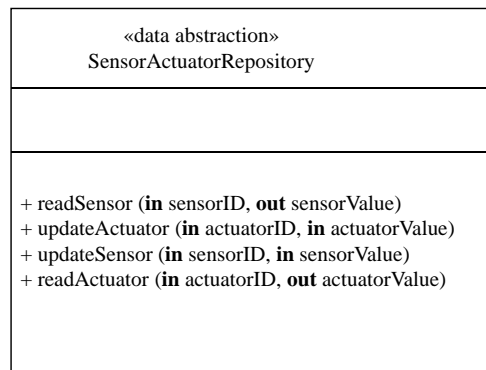 «data abstraction»
SensorActuatorRepository
+ readSensor (in sensorID, out sensorValue)
+ updateActuator (in actuatorID, in actuatorValue)
+ updateSensor (in sensorID, in sensorValue)
+ readActuator (in actuatorID, out actuatorValue)